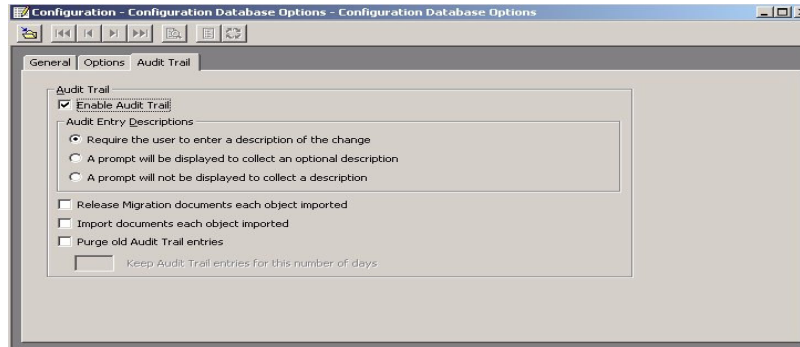 Configuration - Configuration Database Options - Configuration Database Options
General Options Audit Trail
Audit Trail
Enable Audit Trail
Audit Entry Descriptions
Require the user to enter a description of the change
A prompt will be displayed to collect an optional description
A prompt will not be displayed to collect a description
Release Migration documents each object imported
Import documents each object imported
Purge old Audit Trail entries
Keep Audit Trail entries for this number of days